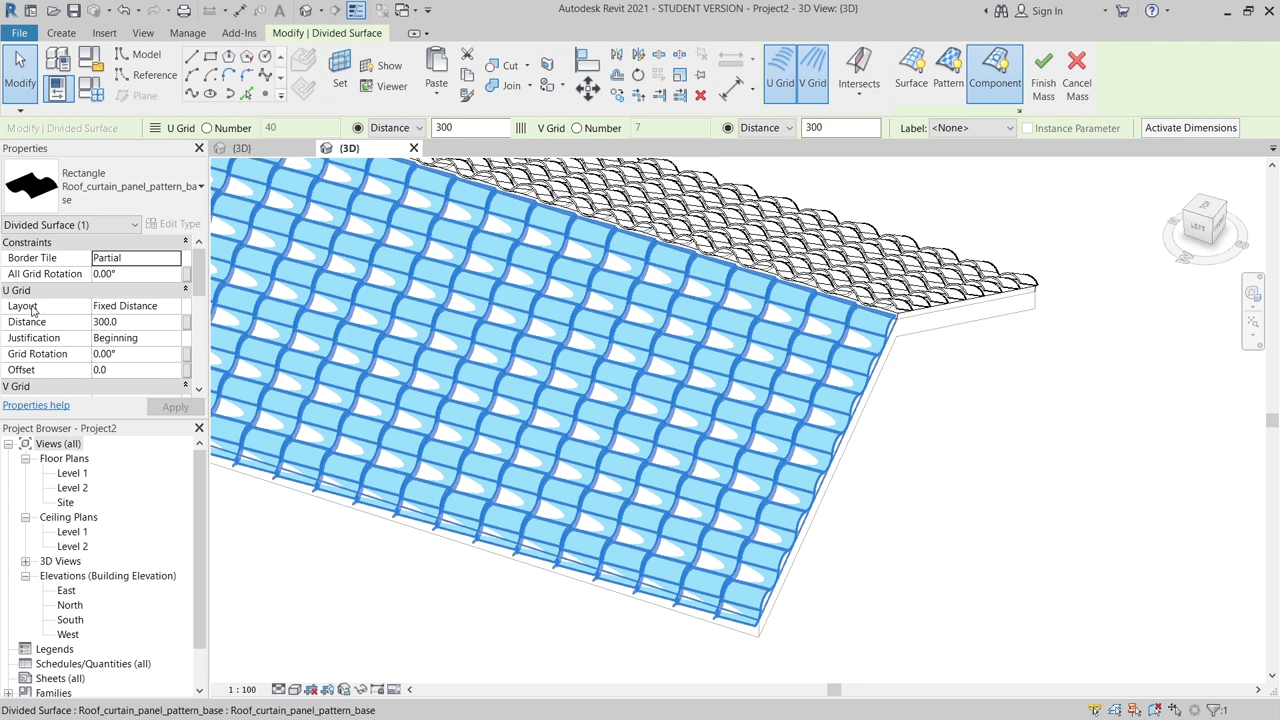 Autodesk Revit 2021 - STUDENT VERSION - Project2 - 3D View: {3D}
Sign In
File Create Insert View Manage Add-Ins Modify | Divided Surface
Modify
Model
Reference
Plane
Set
Show
Viewer
Paste
Cut
Join
U Grid
V Grid
Intersects
Surface
Pattern
Component
Finish Mass
Cancel Mass
Modify | Divided Surface U Grid Number 40 Distance 300 V Grid Number 7 Distance 300 Label: <None> Instance Parameter Activate Dimensions
Properties
{3D}
{3D}
Rectangle
Roof_curtain_panel_pattern_ba
se
Divided Surface (1) Edit Type
Constraints
Border Tile Partial
All Grid Rotation 0.00°
U Grid
Layout Fixed Distance
Distance 300.0
Justification Beginning
Grid Rotation 0.00°
Offset 0.0
V Grid
Properties help Apply
Project Browser - Project2
Views (all)
Floor Plans
Level 1
Level 2
Site
Ceiling Plans
Level 1
Level 2
3D Views
Elevations (Building Elevation)
East
North
South
West
Legends
Schedules/Quantities (all)
Sheets (all)
Families
LEFT
1 : 100
Divided Surface : Roof_curtain_panel_pattern_base : Roof_curtain_panel_pattern_base
:1